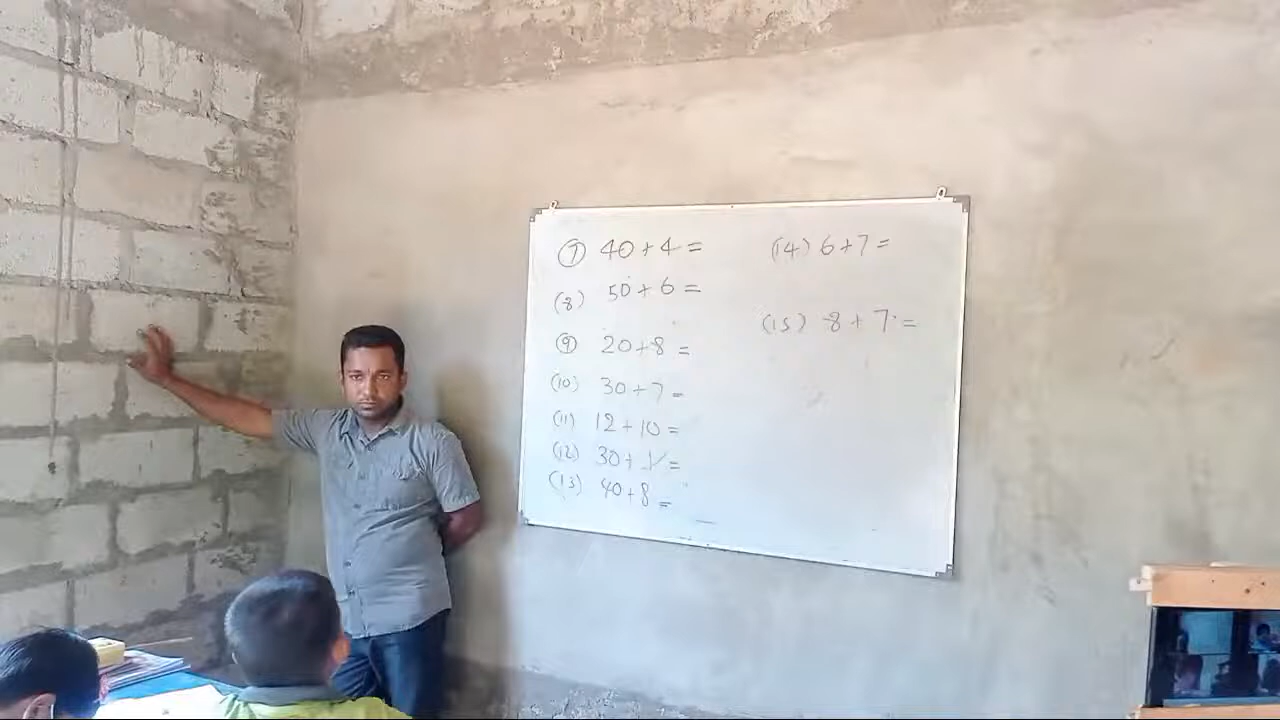 (7) 40 + 4 =
(8) 50 + 6 =
(9) 20 + 8 =
(10) 30 + 7 =
(11) 12 + 10 =
(12) 30 + 1 =
(13) 40 + 8 =
(14) 6 + 7 =
(15) 8 + 7 =